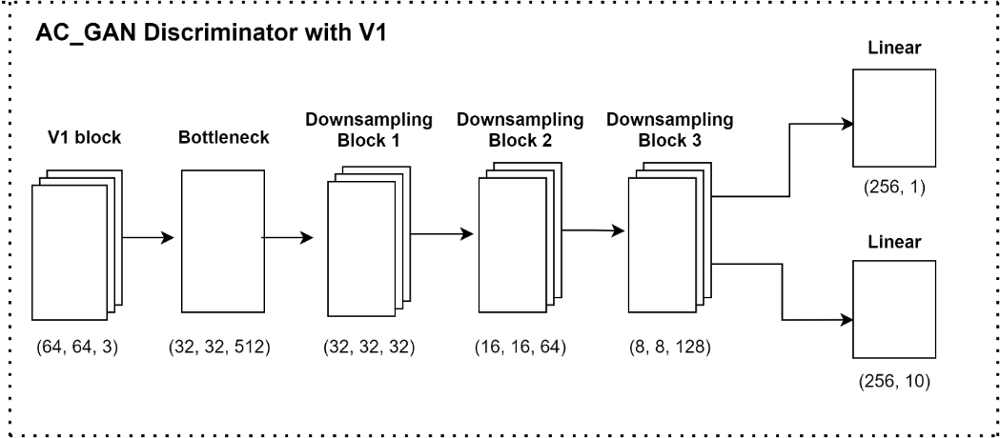 AC_GAN Discriminator with V1
V1 block
Bottleneck
Downsampling
Block 1
Downsampling
Block 2
Downsampling
Block 3
Linear
(64, 64, 3)
(32, 32, 512)
(32, 32, 32)
(16, 16, 64)
(8, 8, 128)
(256, 1)
Linear
(256, 10)